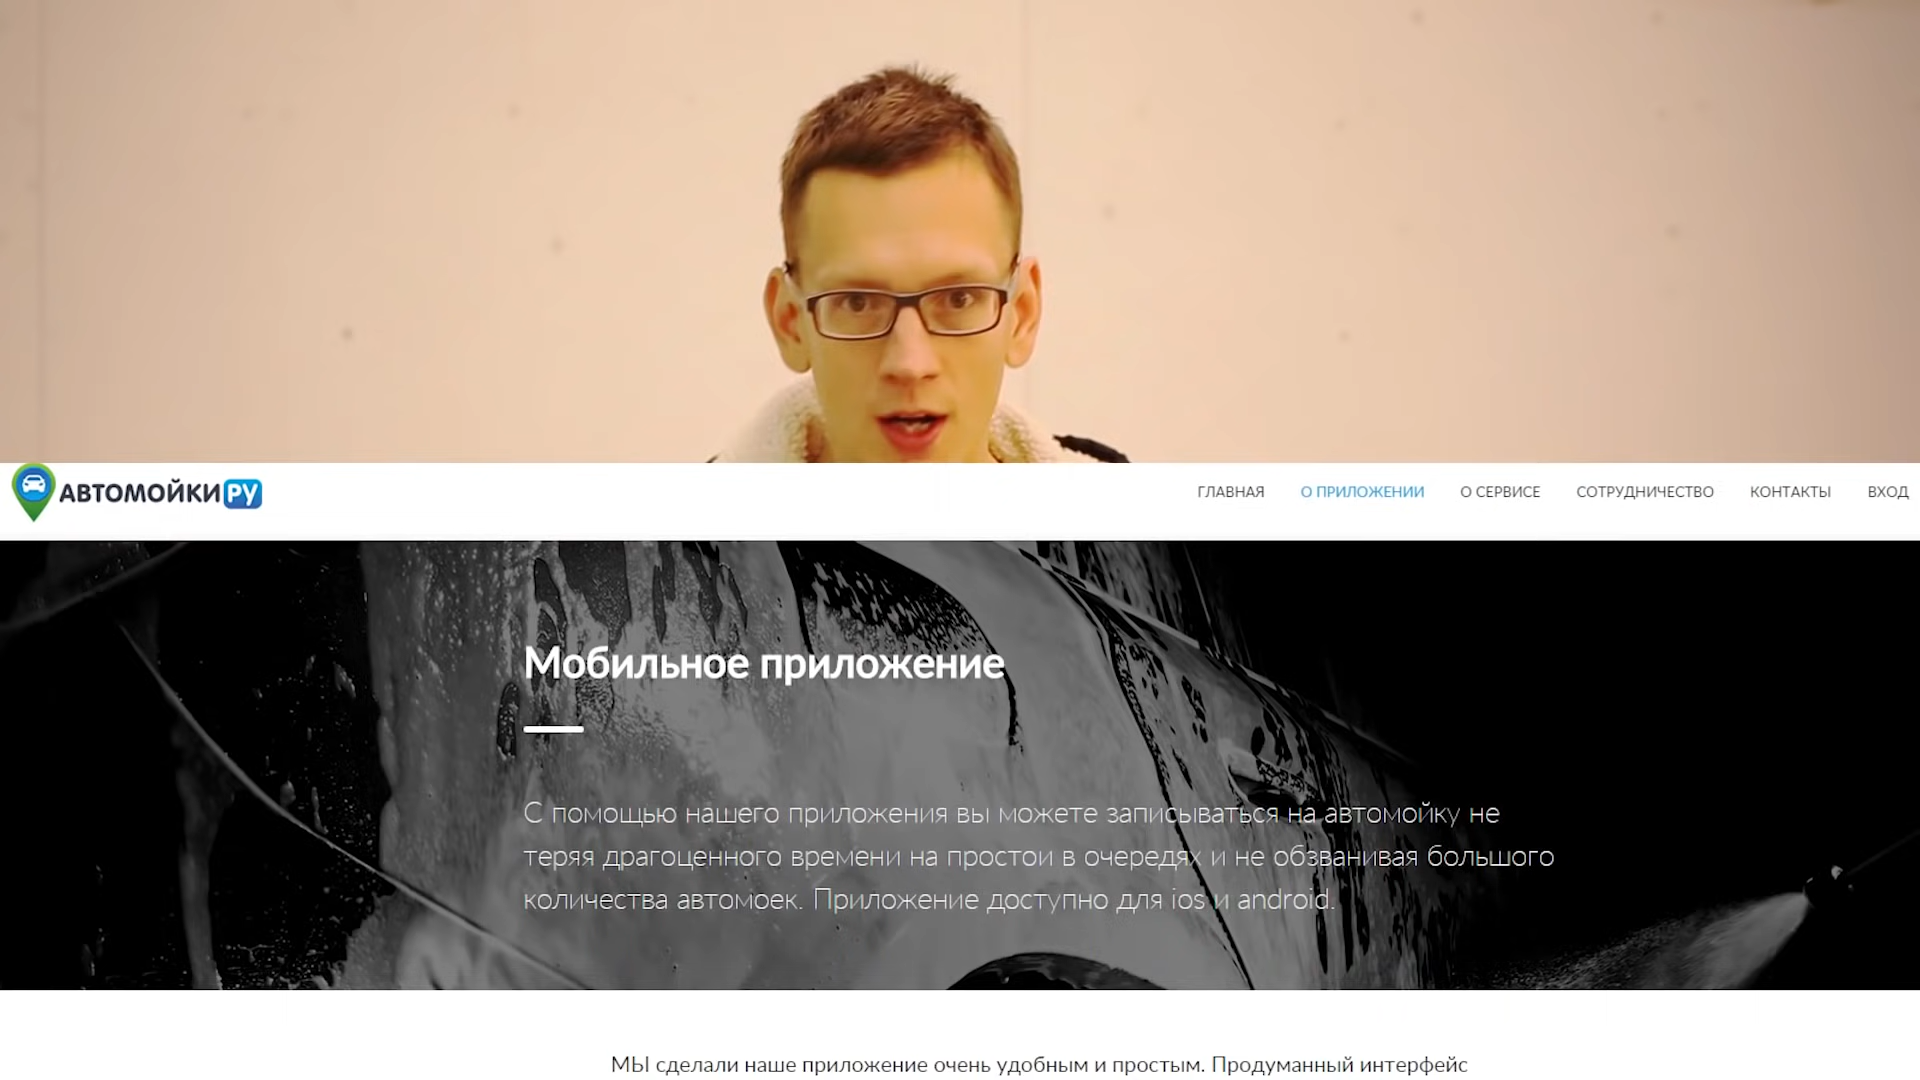 АВТОМОЙКИ РУ
ГЛАВНАЯ О ПРИЛОЖЕНИИ О СЕРВИСЕ СОТРУДНИЧЕСТВО КОНТАКТЫ ВХОД
Мобильное приложение
С помощью нашего приложения вы можете записываться на автомойку не
теряя драгоценного времени на простои в очередях и не обзванивая большого
количества автомоек. Приложение доступно для ios и android.
МЫ сделали наше приложение очень удобным и простым. Продуманный интерфейс